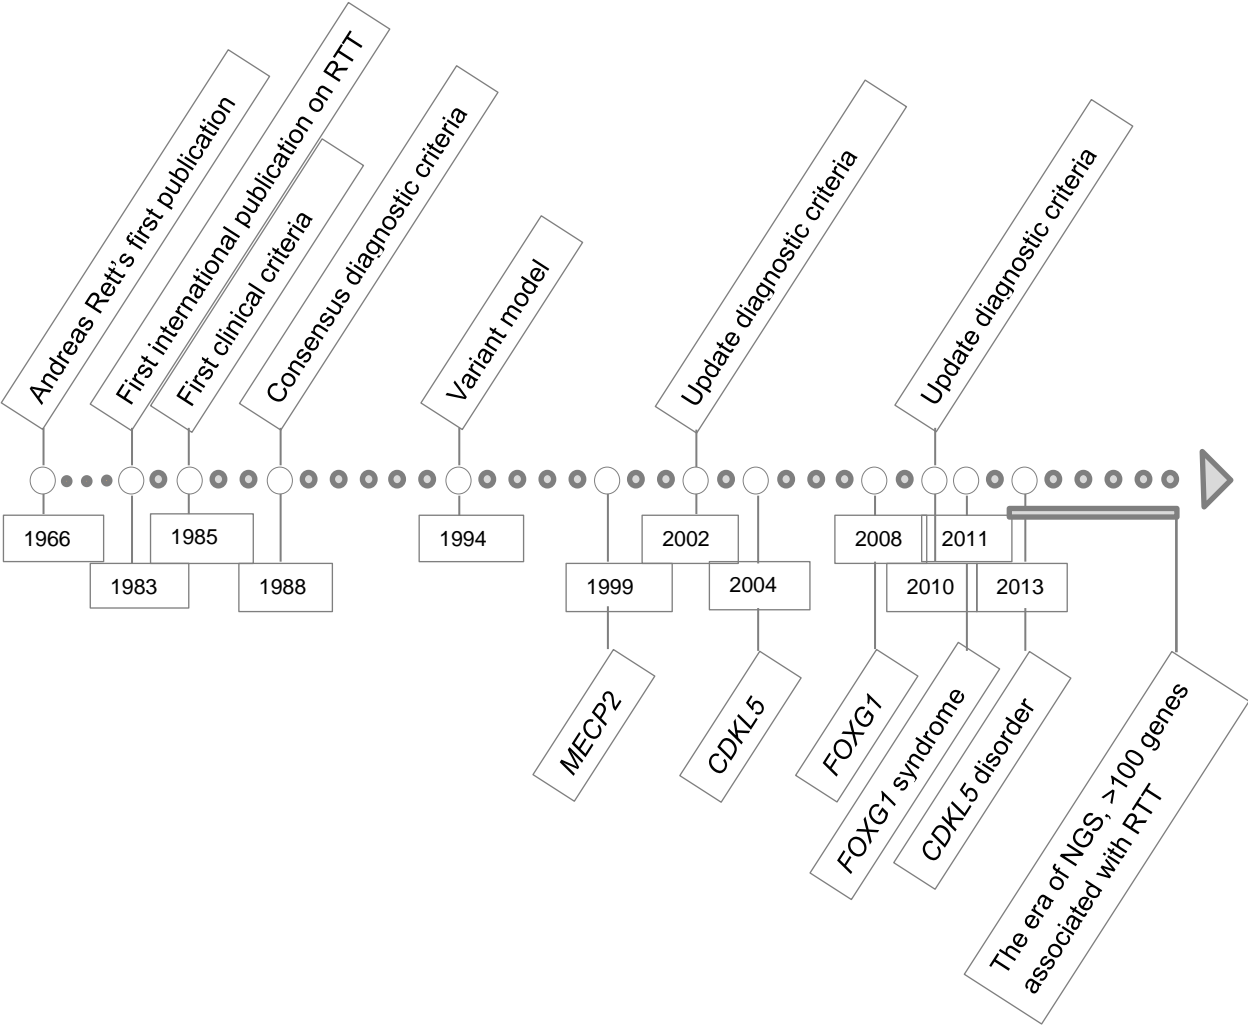 Andreas Rett's first publication
First international publication on RTT
First clinical criteria
Consensus diagnostic criteria
Variant model
Update diagnostic criteria
Update diagnostic criteria
1966
1985
1994
2002
2008
2011
1983
1988
1999
2004
2010
2013
MECP2
CDKL5
FOXG1
FOXG1 syndrome
CDKL5 disorder
The era of NGS, >100 genes
associated with RTT